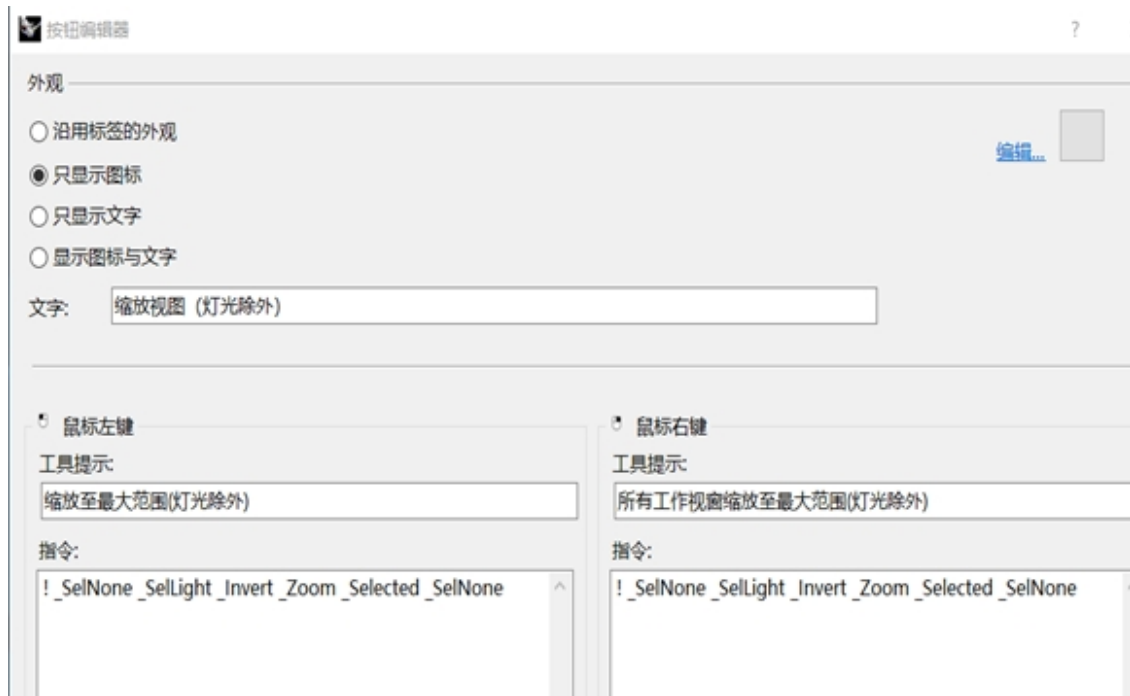 按钮编辑器 ?
外观
沿用标签的外观
编辑...
只显示图标
只显示文字
显示图标与文字
文字: 缩放视图 (灯光除外)
鼠标左键
工具提示:
缩放至最大范围(灯光除外)
指令:
! _SelNone _SelLight _Invert _Zoom _Selected _SelNone
鼠标右键
工具提示:
所有工作视窗缩放至最大范围(灯光除外)
指令:
! _SelNone _SelLight _Invert _Zoom _Selected _SelNone